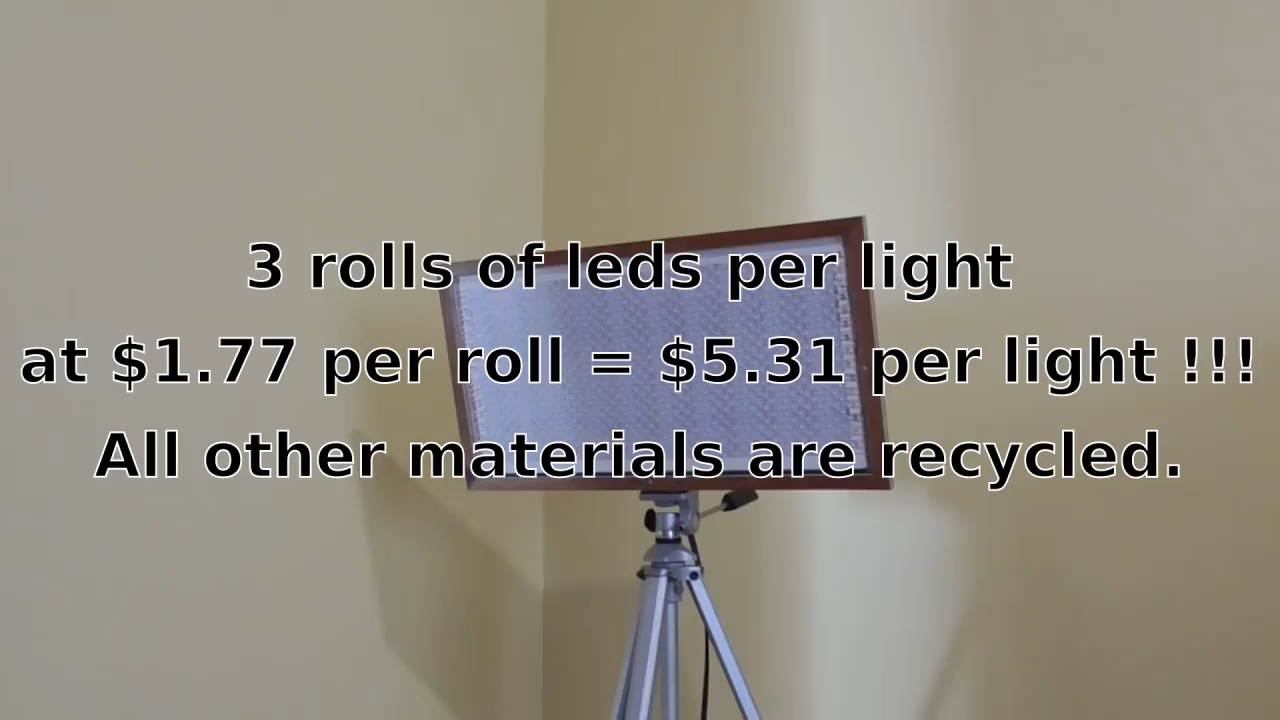 3 rolls of leds per light
at $1.77 per roll = $5.31 per light !!!
All other materials are recycled.